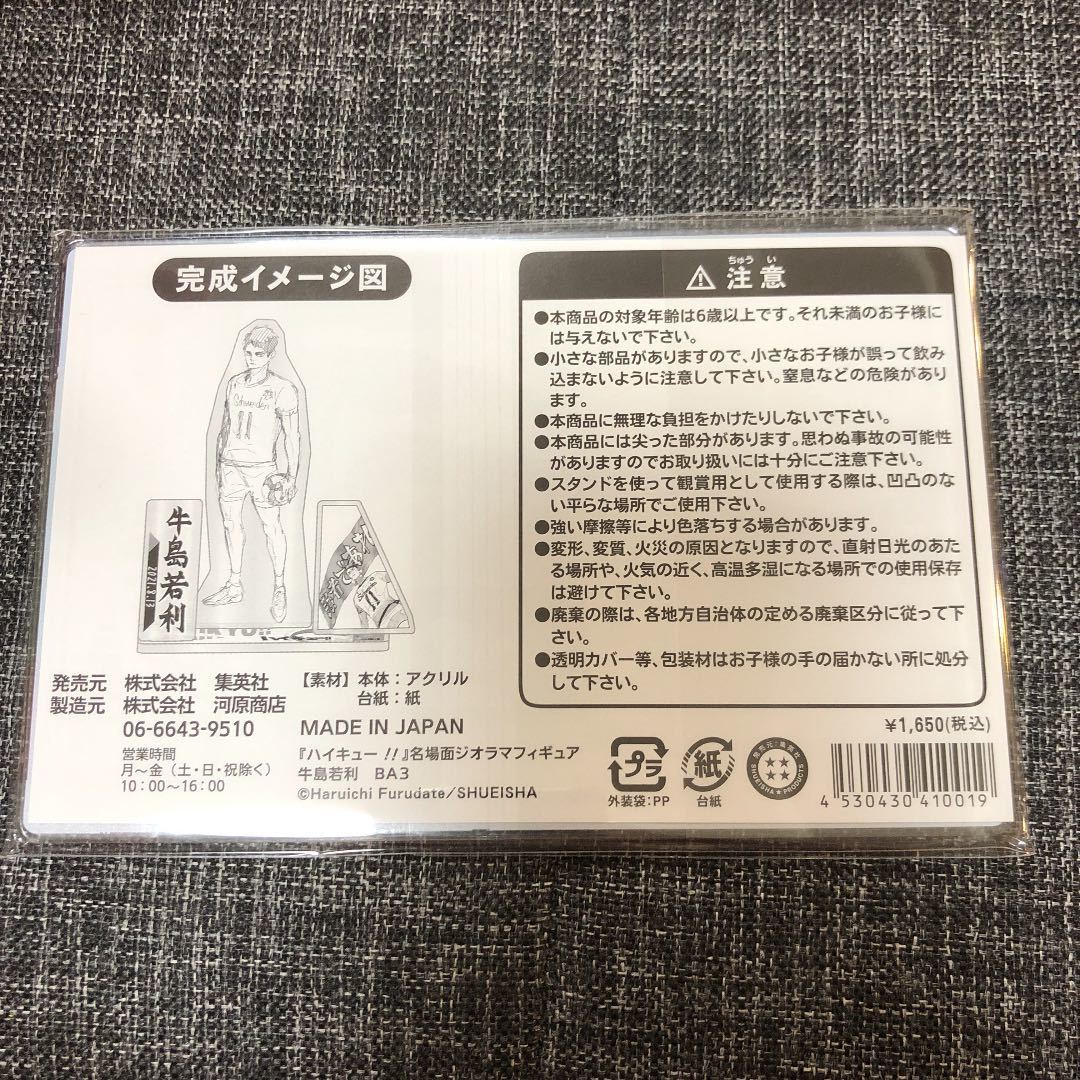 完成イメージ図
Schweiden
11
牛島若利
2021.9.13
11
発売元 株式会社 集英社
製造元 株式会社 河原商店
06-6643-9510
営業時間
月～金（土・日・祝除く）
10:00～16:00
【素材】本体：アクリル
台紙：紙
MADE IN JAPAN
『ハイキュー!!』名場面ジオラマフィギュア
牛島若利 BA3
©Haruichi Furudate/SHUEISHA
ちゅうい
⚠注意
●本商品の対象年齢は6歳以上です。それ未満のお子様に
は与えないで下さい。
●小さな部品がありますので、小さなお子様が誤って飲み
込まないように注意して下さい。窒息などの危険があり
ます。
●本商品に無理な負担をかけたりしないで下さい。
●本商品には尖った部分があります。思わぬ事故の可能性
がありますのでお取り扱いには十分にご注意下さい。
●スタンドを使って観賞用として使用する際は、凹凸のな
い平らな場所でご使用下さい。
●強い摩擦等により色落ちする場合があります。
●変形、変質、火災の原因となりますので、直射日光のあた
る場所や、火気の近く、高温多湿になる場所での使用保存
は避けて下さい。
●廃棄の際は、各地方自治体の定める廃棄区分に従って下
さい。
●透明カバー等、包装材はお子様の手の届かない所に処分
して下さい。
¥1,650(税込)
プラ
外装袋：PP
紙
台紙
発売元：集英社
SHUEISHA★PRODUCTS
4 530430 410019